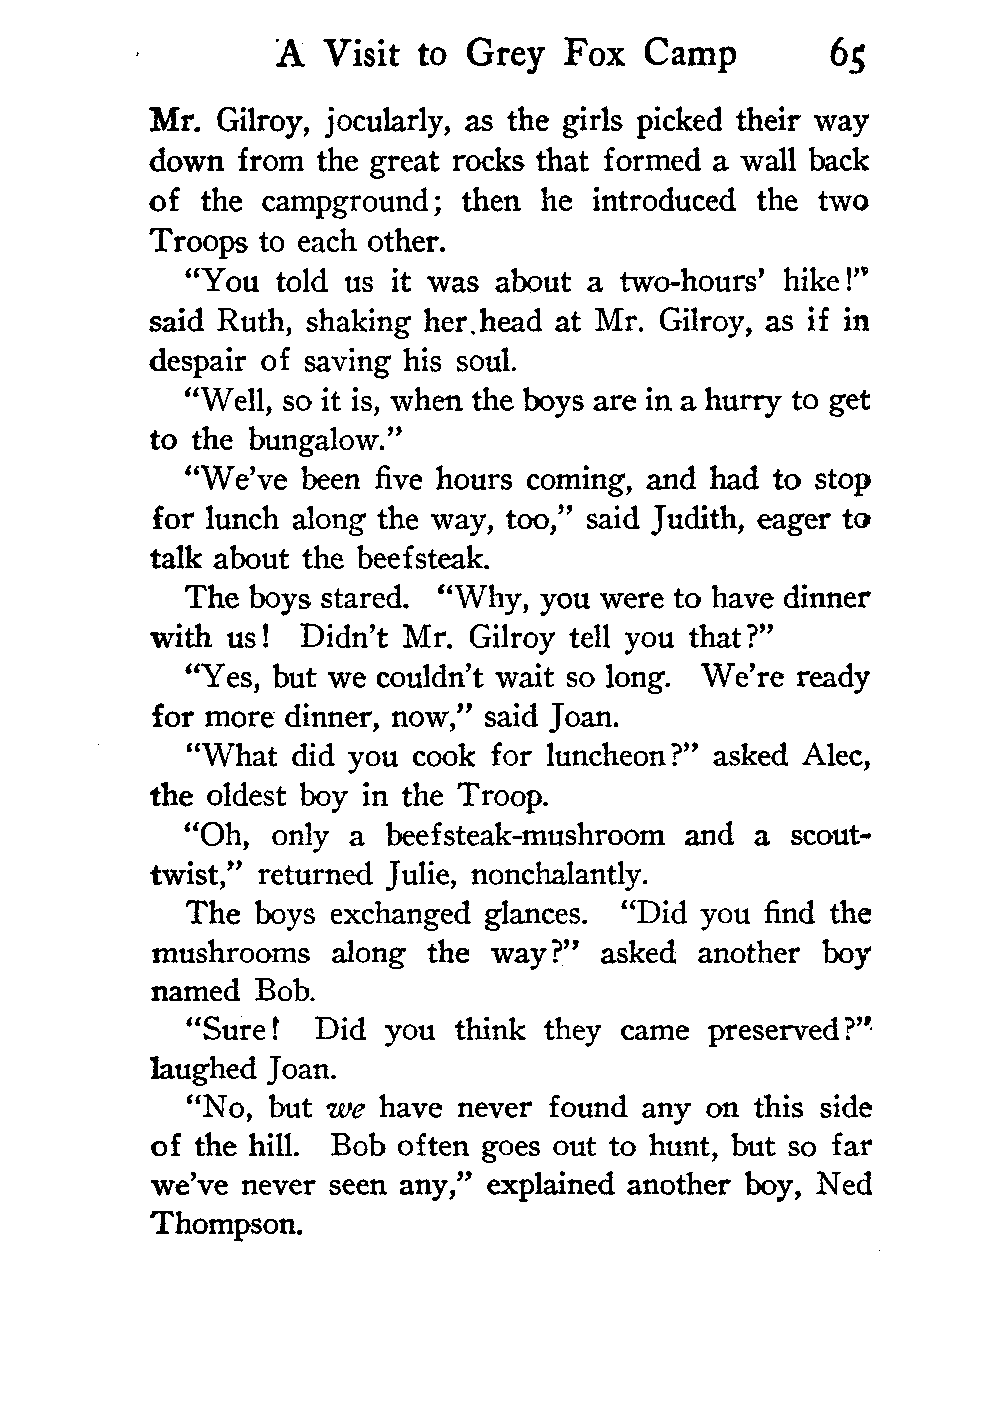 A Visit to Grey Fox Camp 65
Mr. Gilroy, jocularly, as the girls picked their way
down from the great rocks that formed a wall back
of the campground; then he introduced the two
Troops to each other.
“You told us it was about a two-hours’ hike!”
said Ruth, shaking her head at Mr. Gilroy, as if in
despair of saving his soul.
“Well, so it is, when the boys are in a hurry to get
to the bungalow.”
“We’ve been five hours coming, and had to stop
for lunch along the way, too,” said Judith, eager to
talk about the beefsteak.
The boys stared. “Why, you were to have dinner
with us! Didn’t Mr. Gilroy tell you that?”
“Yes, but we couldn’t wait so long. We’re ready
for more dinner, now,” said Joan.
“What did you cook for luncheon?” asked Alec,
the oldest boy in the Troop.
“Oh, only a beefsteak-mushroom and a scout-
twist,” returned Julie, nonchalantly.
The boys exchanged glances. “Did you find the
mushrooms along the way?” asked another boy
named Bob.
“Sure! Did you think they came preserved?”
laughed Joan.
“No, but we have never found any on this side
of the hill. Bob often goes out to hunt, but so far
we’ve never seen any,” explained another boy, Ned
Thompson.